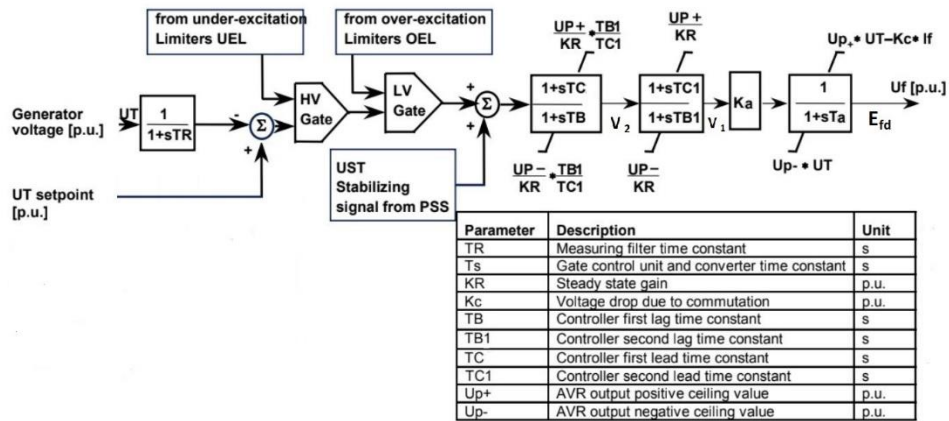 from under-excitation
Limiters UEL
from over-excitation
Limiters OEL
UP+ TB1
KR * TC1
UP+
KR
Up+* UT–Kc* If
Generator
voltage [p.u.]
UT
1
1+sTR
-
Σ
+
HV
Gate
LV
Gate
+
Σ
+
1+sTC
1+sTB
V2
1+sTC1
1+sTB1
V1
Ka
1
1+sTa
Uf [p.u.]
Efd
UP– TB1
KR * TC1
UP–
KR
Up-* UT
UT setpoint
[p.u.]
UST
Stabilizing
signal from PSS
Parameter Description Unit
TR Measuring filter time constant s
Ts Gate control unit and converter time constant s
KR Steady state gain p.u.
Kc Voltage drop due to commutation p.u.
TB Controller first lag time constant s
TB1 Controller second lag time constant s
TC Controller first lead time constant s
TC1 Controller second lead time constant s
Up+ AVR output positive ceiling value p.u.
Up- AVR output negative ceiling value p.u.